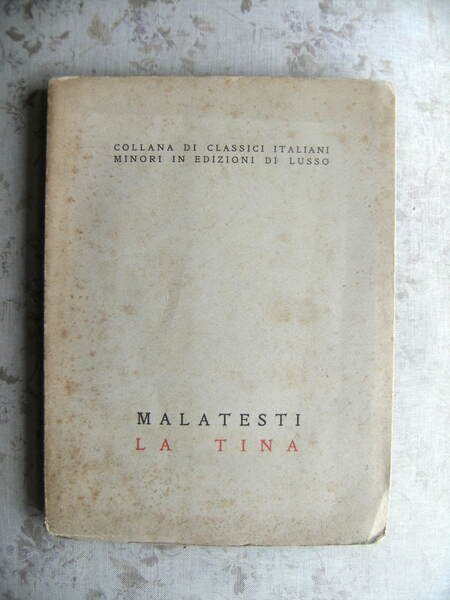 COLLANA DI CLASSICI ITALIANI
MINORI IN EDIZIONI DI LUSSO
MALATESTI
LA TINA